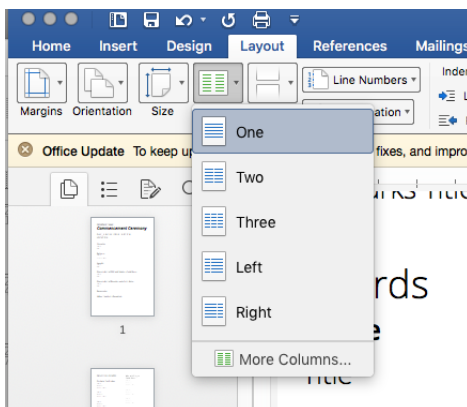 Home Insert Design Layout References Mailings
Line Numbers
Margins Orientation Size
ation
Office Update To keep up fixes, and impro
One
Two
Three
Left
Right
More Columns...
Commencement Ceremony
1
rds
Title